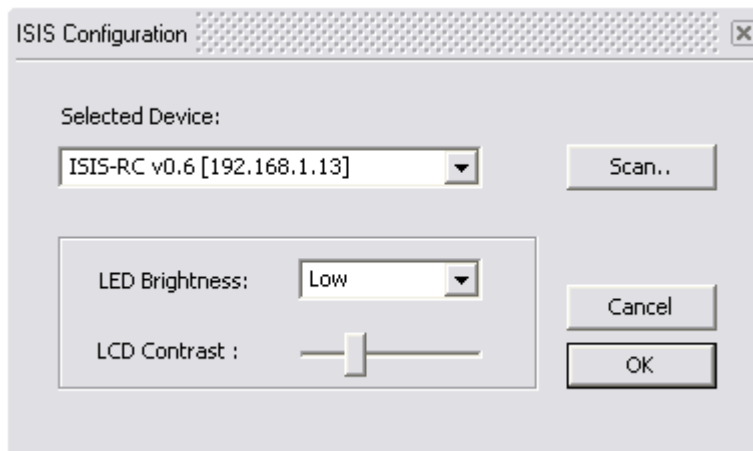 ISIS Configuration
Selected Device:
ISIS-RC v0.6 [192.168.1.13]
Scan..
LED Brightness:
Low
LCD Contrast :
Cancel
OK